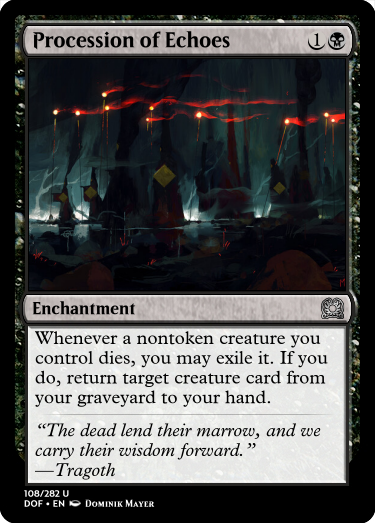 Procession of Echoes 1
Enchantment
Whenever a nontoken creature you
control dies, you may exile it. If you
do, return target creature card from
your graveyard to your hand.
“The dead lend their marrow, and we
carry their wisdom forward.”
—Tragoth
108/282 U
DOF • EN Dominik Mayer